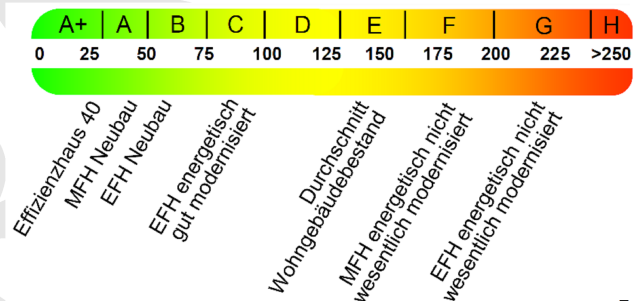 A+ A B C D E F G H
0 25 50 75 100 125 150 175 200 225 >250
Effizienzhaus 40
MFH Neubau
EFH Neubau
EFH energetisch
gut modernisiert
Durchschnitt
Wohngebäudebestand
MFH energetisch nicht
wesentlich modernisiert
EFH energetisch nicht
wesentlich modernisiert